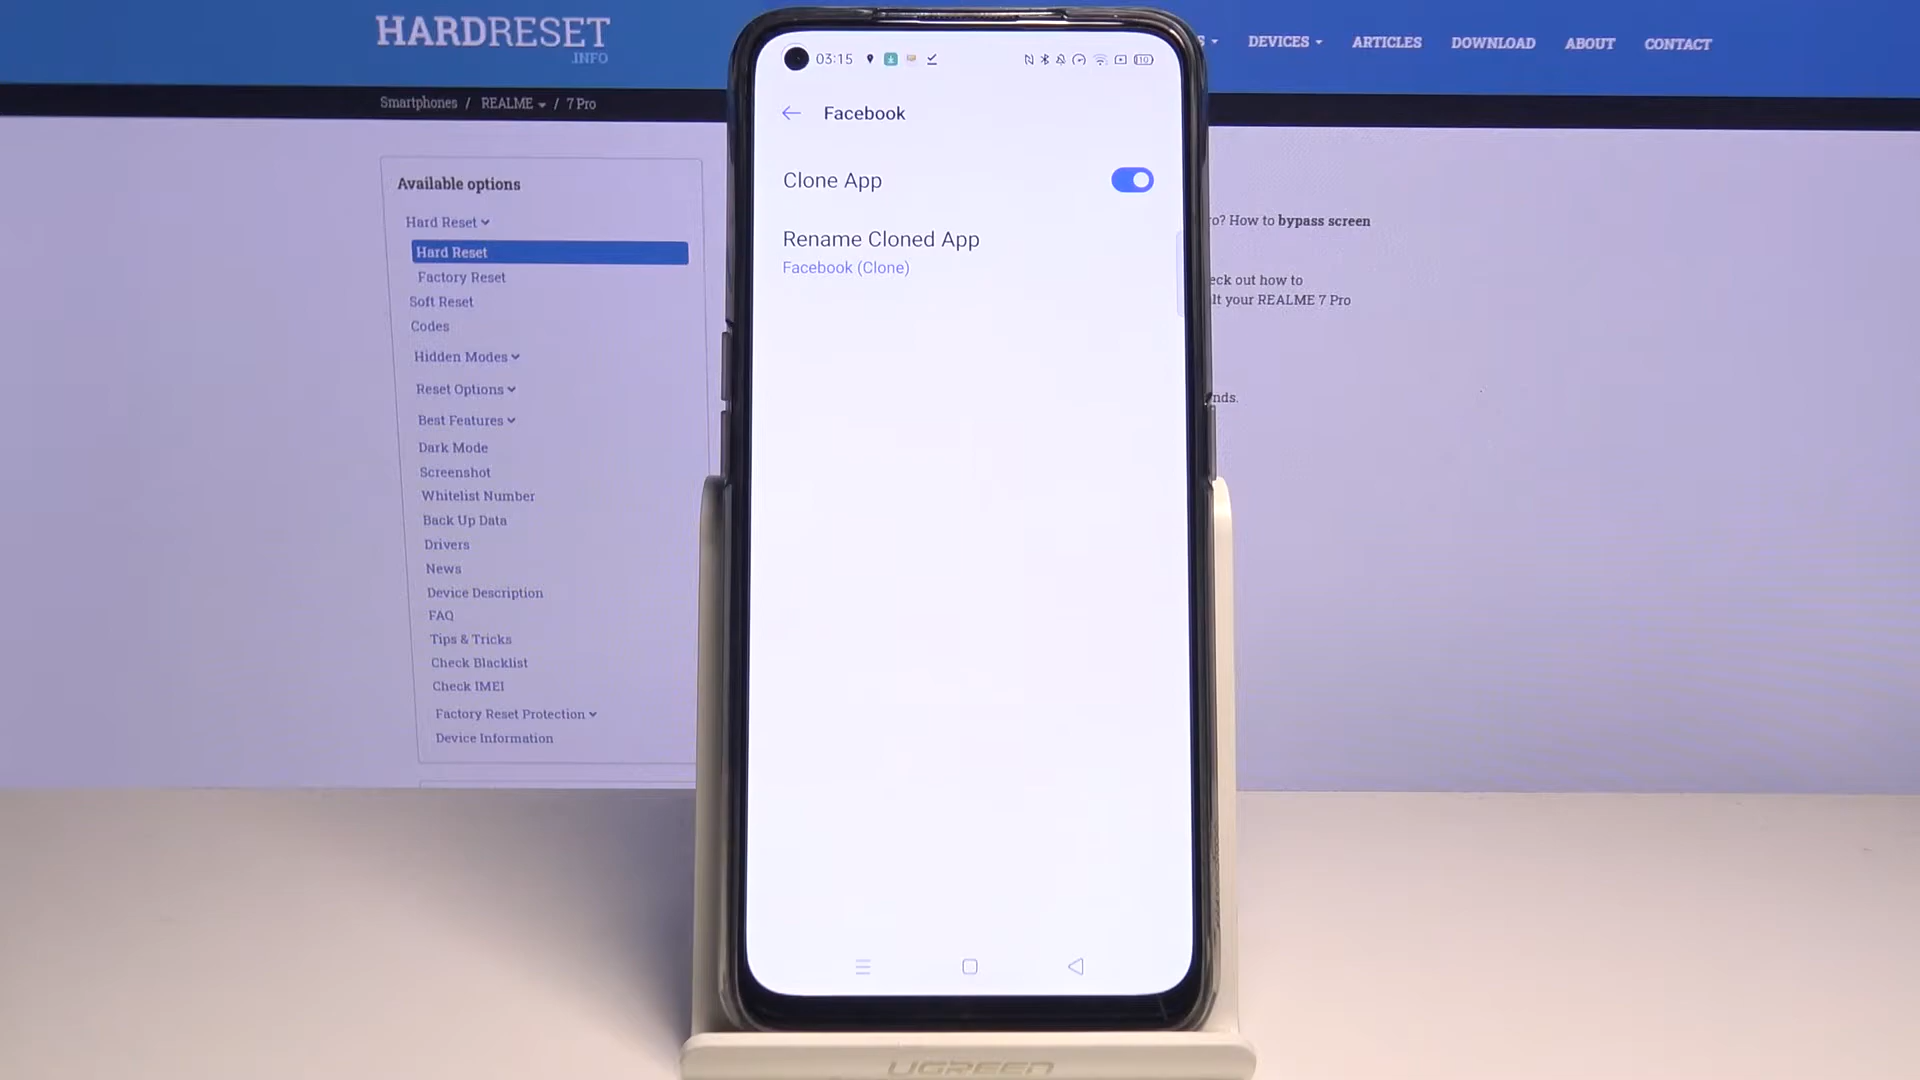 HARDRESET
.INFO
DEVICES
ARTICLES
DOWNLOAD
ABOUT
CONTACT
Smartphones / REALME / 7 Pro
Available options
Hard Reset
Hard Reset
Factory Reset
Soft Reset
Codes
Hidden Modes
Reset Options
Best Features
Dark Mode
Screenshot
Whitelist Number
Back Up Data
Drivers
News
Device Description
FAQ
Tips & Tricks
Check Blacklist
Check IMEI
Factory Reset Protection
Device Information
03:15
Facebook
Clone App
Rename Cloned App
Facebook (Clone)
? How to bypass screen
out how to
your REALME 7 Pro
UGREEN